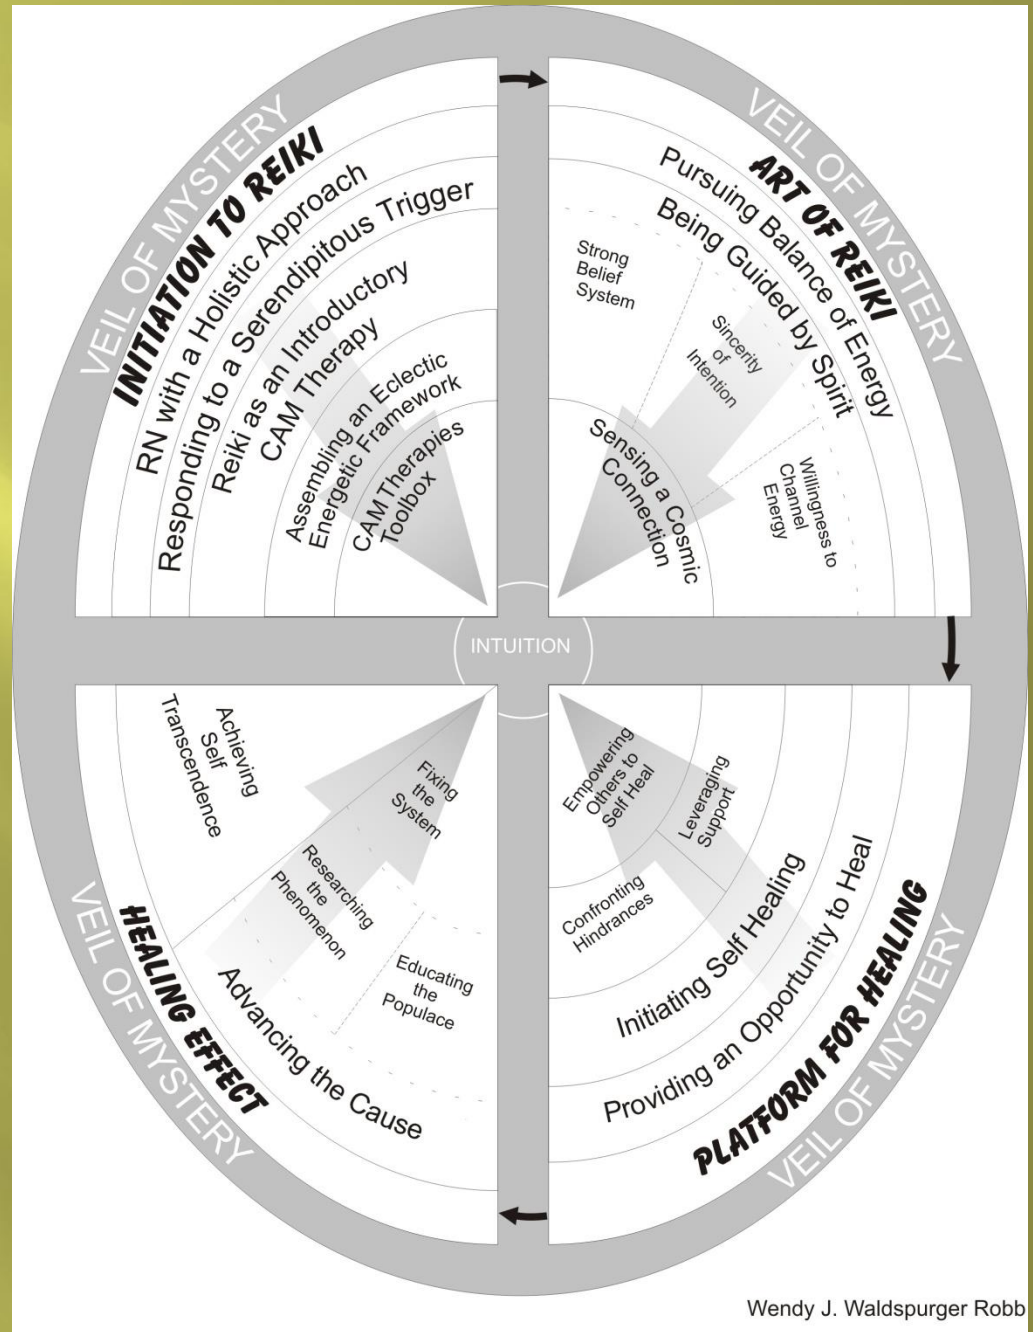 VEIL OF MYSTERY
INITIATION TO REIKI
RN with a Holistic Approach
Responding to a Serendipitous Trigger
Reiki as an Introductory
CAM Therapy
Assembling an Eclectic
Energetic Framework
CAM Therapies
Toolbox
VEIL OF MYSTERY
ART OF REIKI
Pursuing Balance of Energy
Being Guided by Spirit
Strong
Belief
System
Sincerity
of
Intention
Willingness to
Channel
Energy
Sensing a Cosmic
Connection
INTUITION
Empowering
Others to
Self Heal
Leveraging
Support
Confronting
Hindrances
Initiating Self Healing
Providing an Opportunity to Heal
PLATFORM FOR HEALING
VEIL OF MYSTERY
Achieving
Self
Transcendence
Fixing
the
System
Researching
the
Phenomenon
Educating
the
Populace
Advancing the Cause
HEALING EFFECT
VEIL OF MYSTERY
Wendy J. Waldspurger Robb